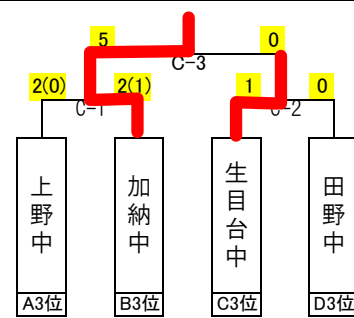 5 0
C-3
2(0) 2(1) 1 0
C-1 C-2
上野中 加納中 生目台中 田野中
A3位 B3位 C3位 D3位